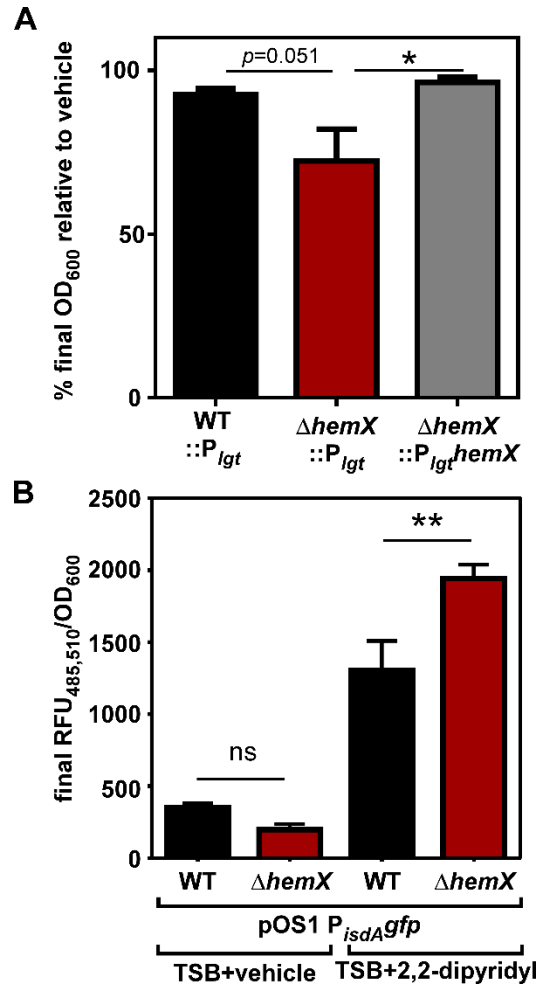 A
% final OD600 relative to vehicle
100
50
0
p=0.051
*
WT
::Plgt
ΔhemX
::Plgt
ΔhemX
::PlgthemX
B
final RFU485,510/OD600
2500
2000
1500
1000
500
0
ns
**
WT
ΔhemX
WT
ΔhemX
pOS1 PisdAgfp
TSB+vehicle
TSB+2,2-dipyridyl